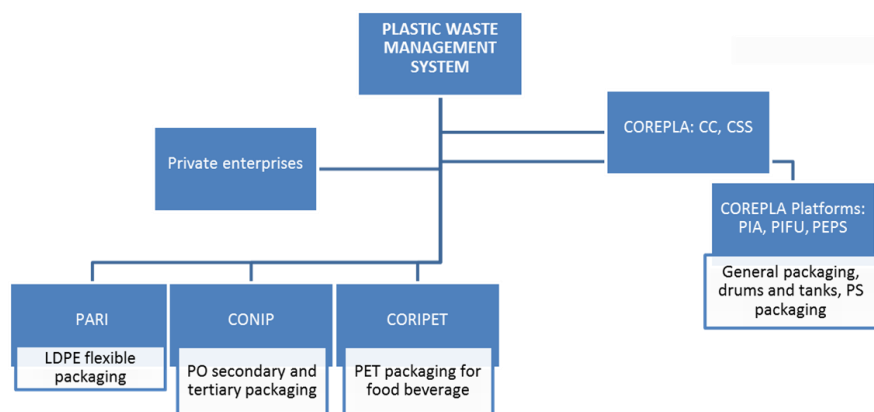 PLASTIC WASTE
MANAGEMENT
SYSTEM
COREPLA: CC, CSS
Private enterprises
COREPLA Platforms:
PIA, PIFU, PEPS
General packaging,
drums and tanks, PS
packaging
PARI
LDPE flexible
packaging
CONIP
PO secondary and
tertiary packaging
CORIPET
PET packaging for
food beverage